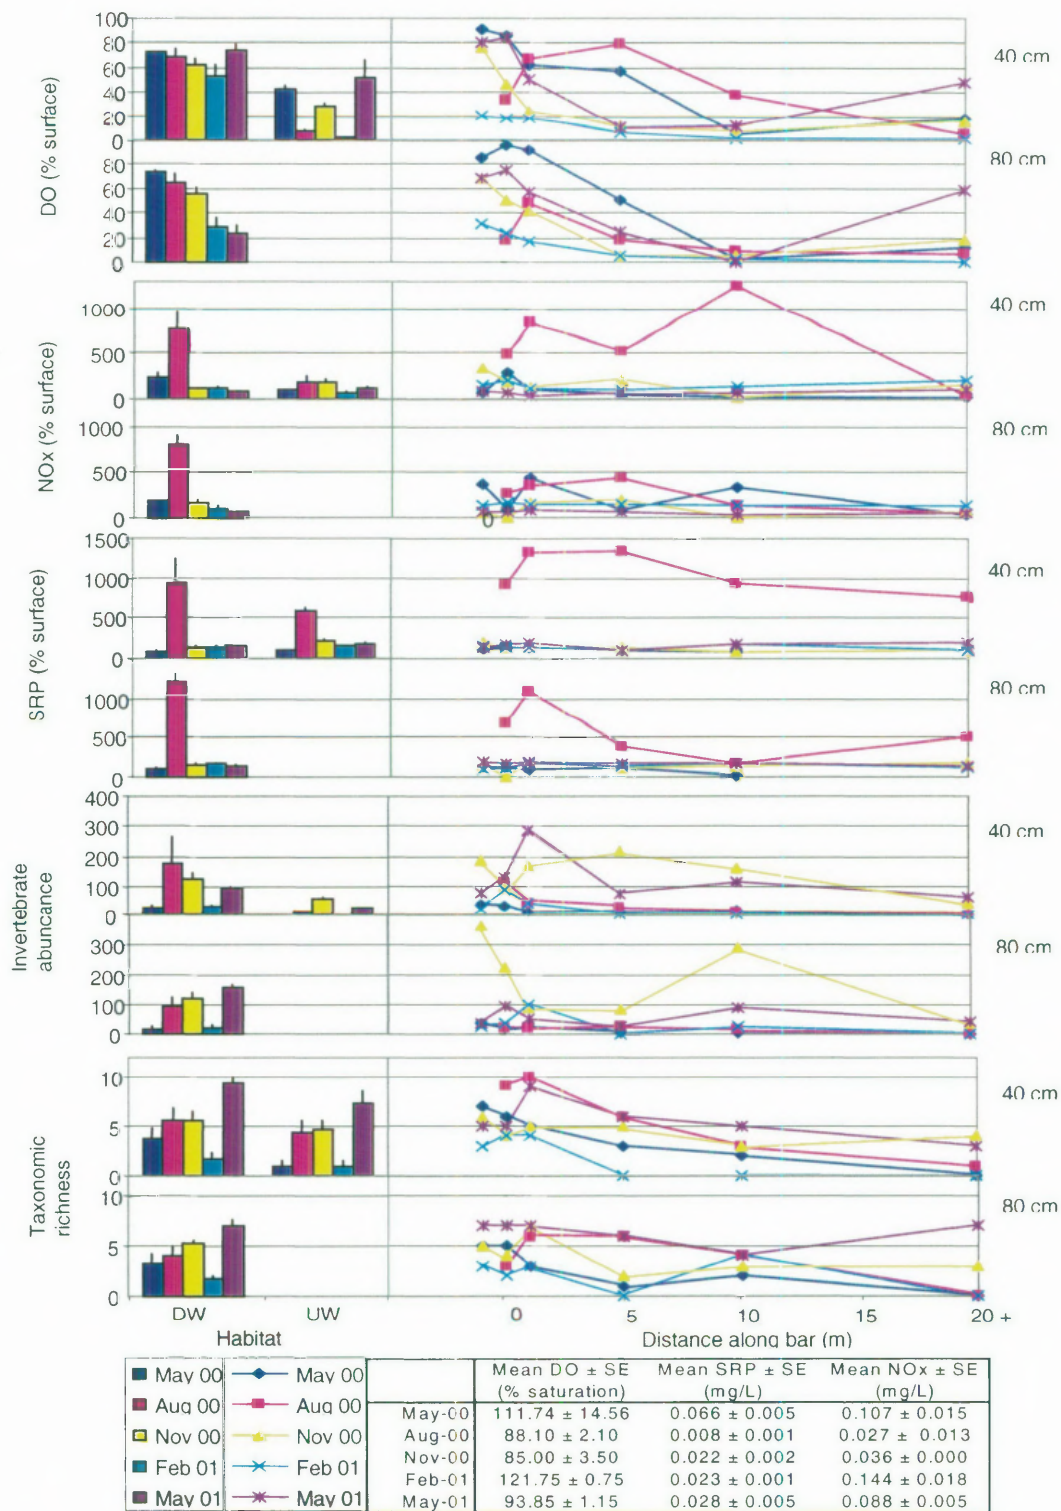 100
80
60
40
20
0
40 cm
DO (% surface)
80
60
40
20
0
80 cm
1000
500
0
40 cm
NOx (% surface)
1000
500
0
0
80 cm
1500
1000
500
0
40 cm
SRP (% surface)
1000
500
0
80 cm
400
300
200
100
0
40 cm
Invertebrate
abuncance
300
200
100
0
80 cm
10
5
0
40 cm
Taxonomic
richness
10
5
0
80 cm
DW UW 0 5 10 15 20 +
Habitat Distance along bar (m)
May 00 May 00
Aug 00 Aug 00
Nov 00 Nov 00
Feb 01 Feb 01
May 01 May 01
Mean DO ± SE Mean SRP ± SE Mean NOx ± SE
(% saturation) (mg/L) (mg/L)
May-00 111.74 ± 14.56 0.066 ± 0.005 0.107 ± 0.015
Aug-00 88.10 ± 2.10 0.008 ± 0.001 0.027 ± 0.013
Nov-00 85.00 ± 3.50 0.022 ± 0.002 0.036 ± 0.000
Feb-01 121.75 ± 0.75 0.023 ± 0.001 0.144 ± 0.018
May-01 93.85 ± 1.15 0.028 ± 0.005 0.088 ± 0.005